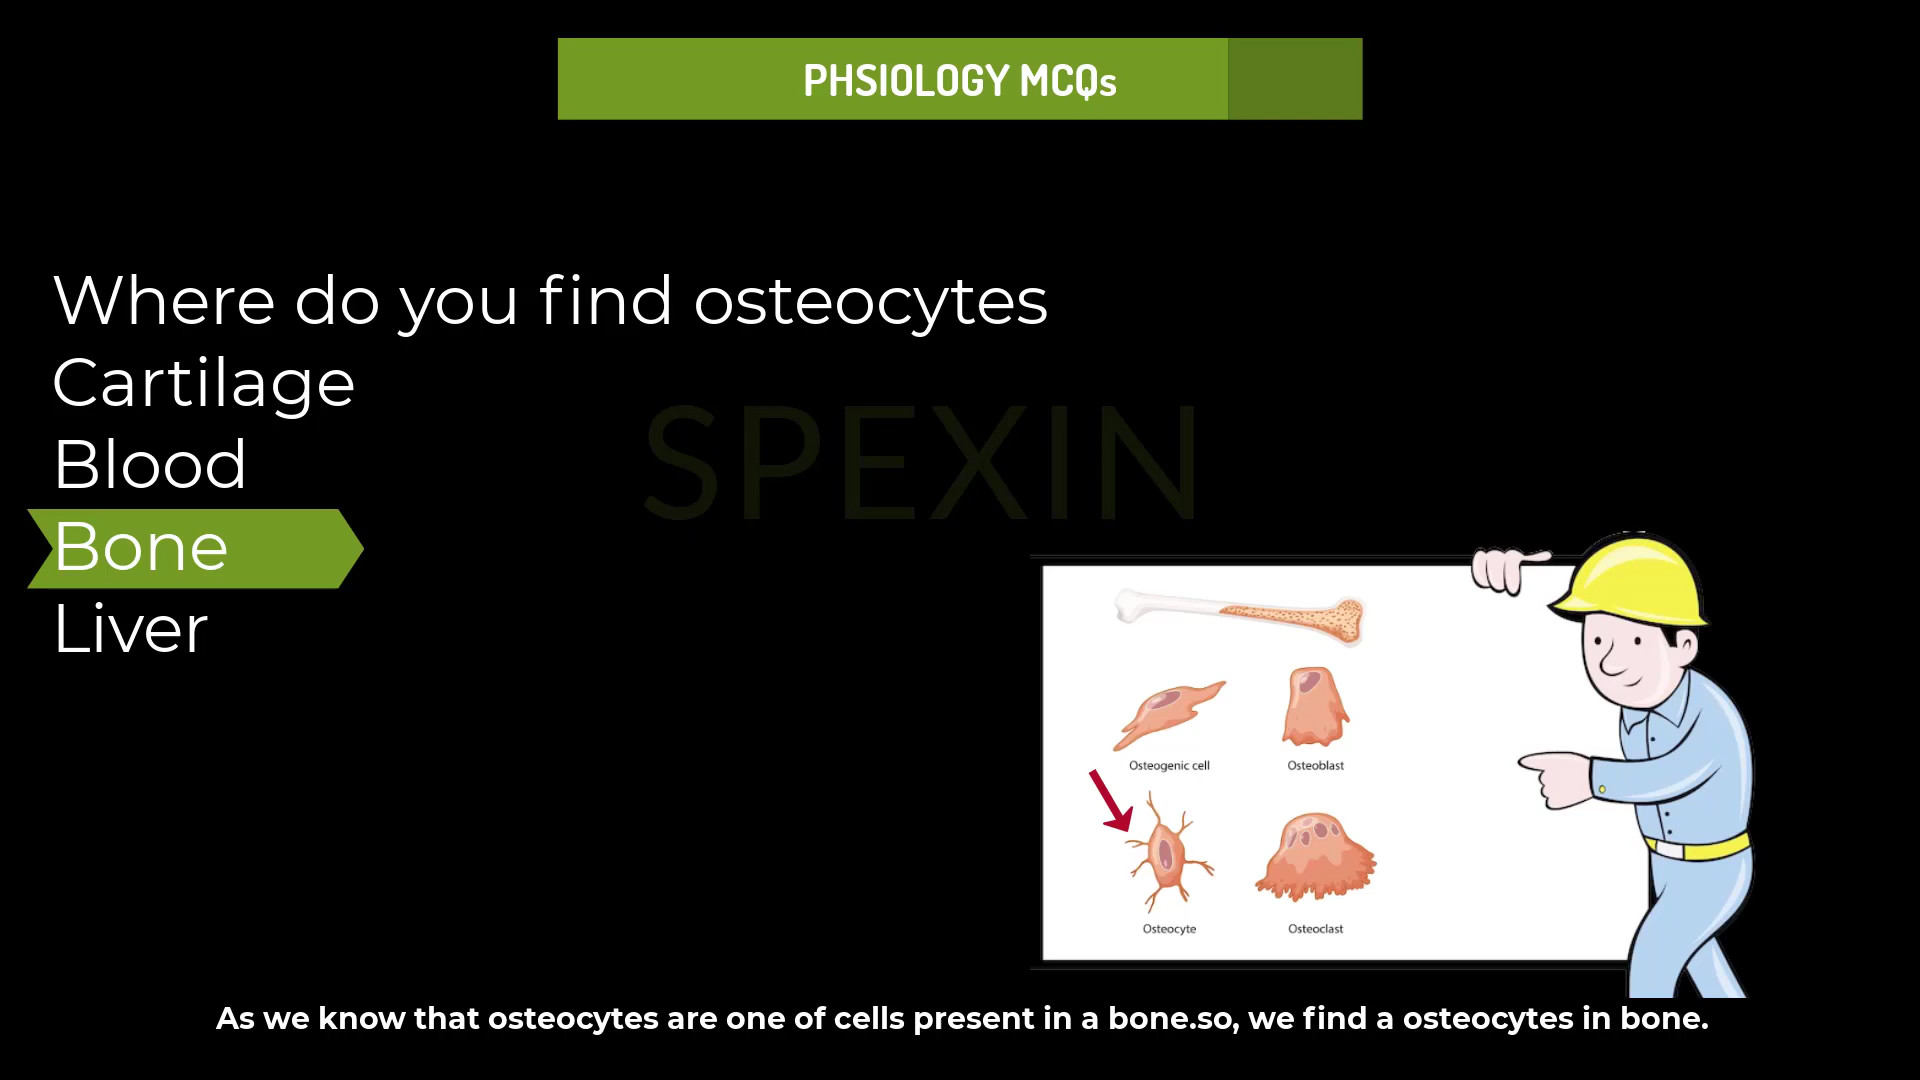 PHSIOLOGY MCQs
Where do you find osteocytes
Cartilage
Blood
SPEXIN
Bone
Liver
Osteogenic cell
Osteoblast
Osteocyte
Osteoclast
As we know that osteocytes are one of cells present in a bone.so, we find a osteocytes in bone.